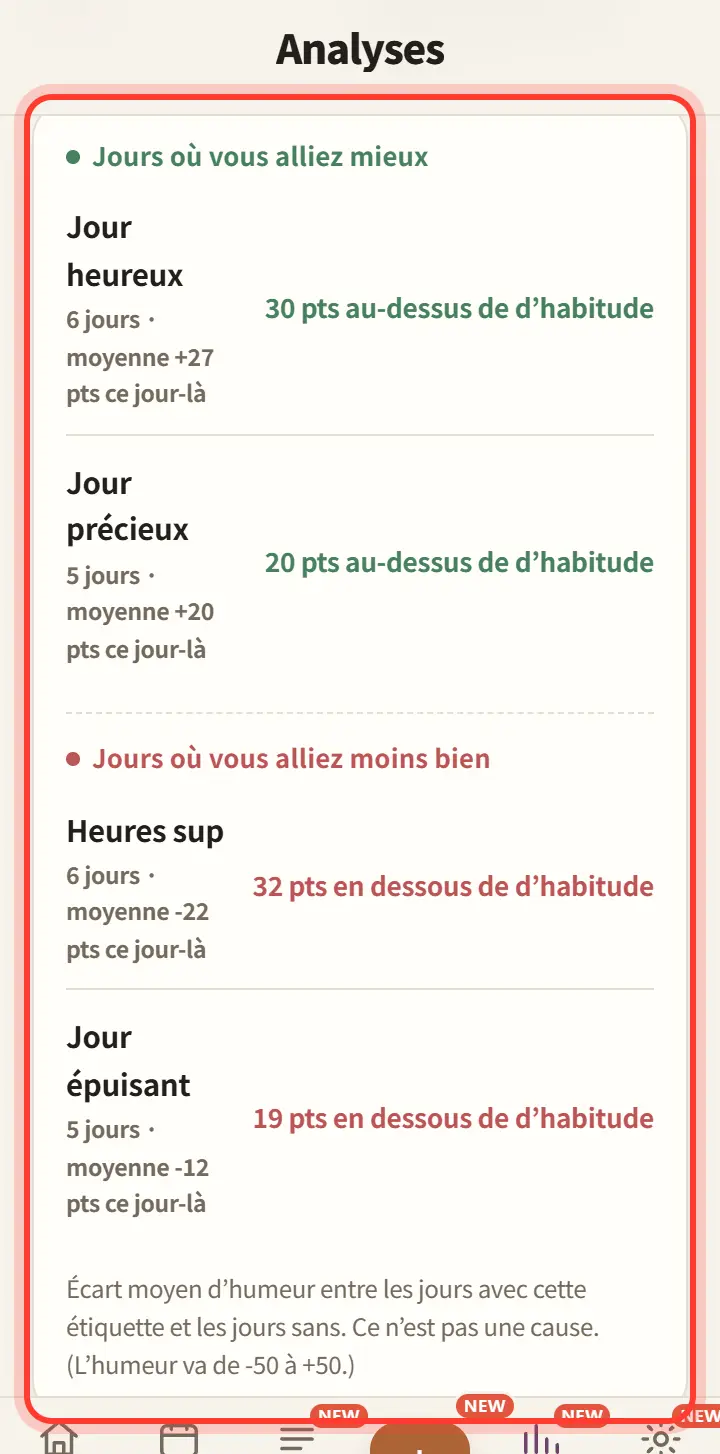 Analyses
Jours où vous alliez mieux
Jour
heureux
6 jours ·
moyenne +27
pts ce jour-là
30 pts au-dessus de d’habitude
Jour
précieux
5 jours ·
moyenne +20
pts ce jour-là
20 pts au-dessus de d’habitude
Jours où vous alliez moins bien
Heures sup
6 jours ·
moyenne -22
pts ce jour-là
32 pts en dessous de d’habitude
Jour
épuisant
5 jours ·
moyenne -12
pts ce jour-là
19 pts en dessous de d’habitude
Écart moyen d’humeur entre les jours avec cette
étiquette et les jours sans. Ce n’est pas une cause.
(L’humeur va de -50 à +50.)
NEW
NEW
NEW
NEW